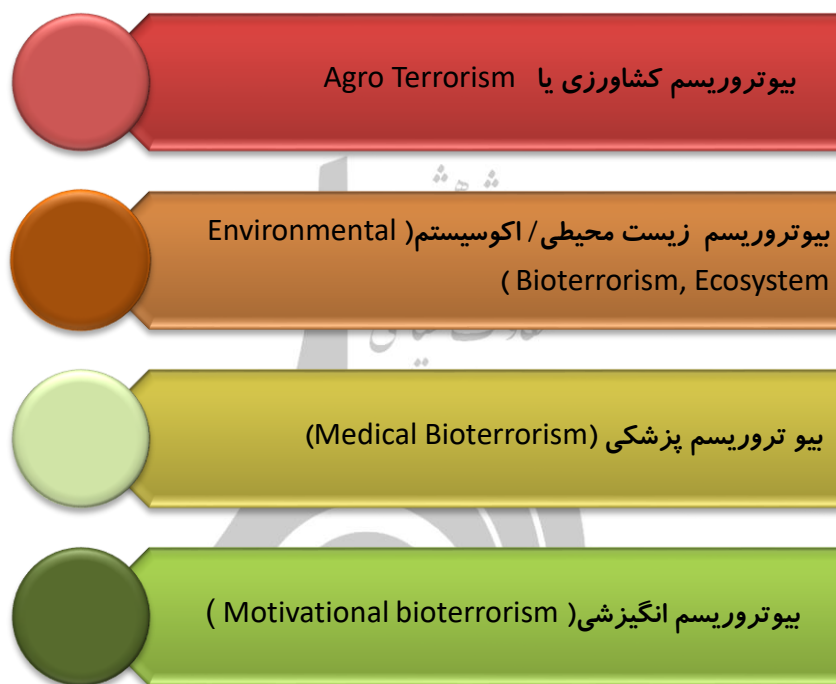 بیوتروریسم کشاورزی یا Agro Terrorism
بیوتروریسم زیست محیطی/ اکوسیستم( Environmental
Bioterrorism, Ecosystem )
بیو تروریسم پزشکی (Medical Bioterrorism)
بیوتروریسم انگیزشی( Motivational bioterrorism )